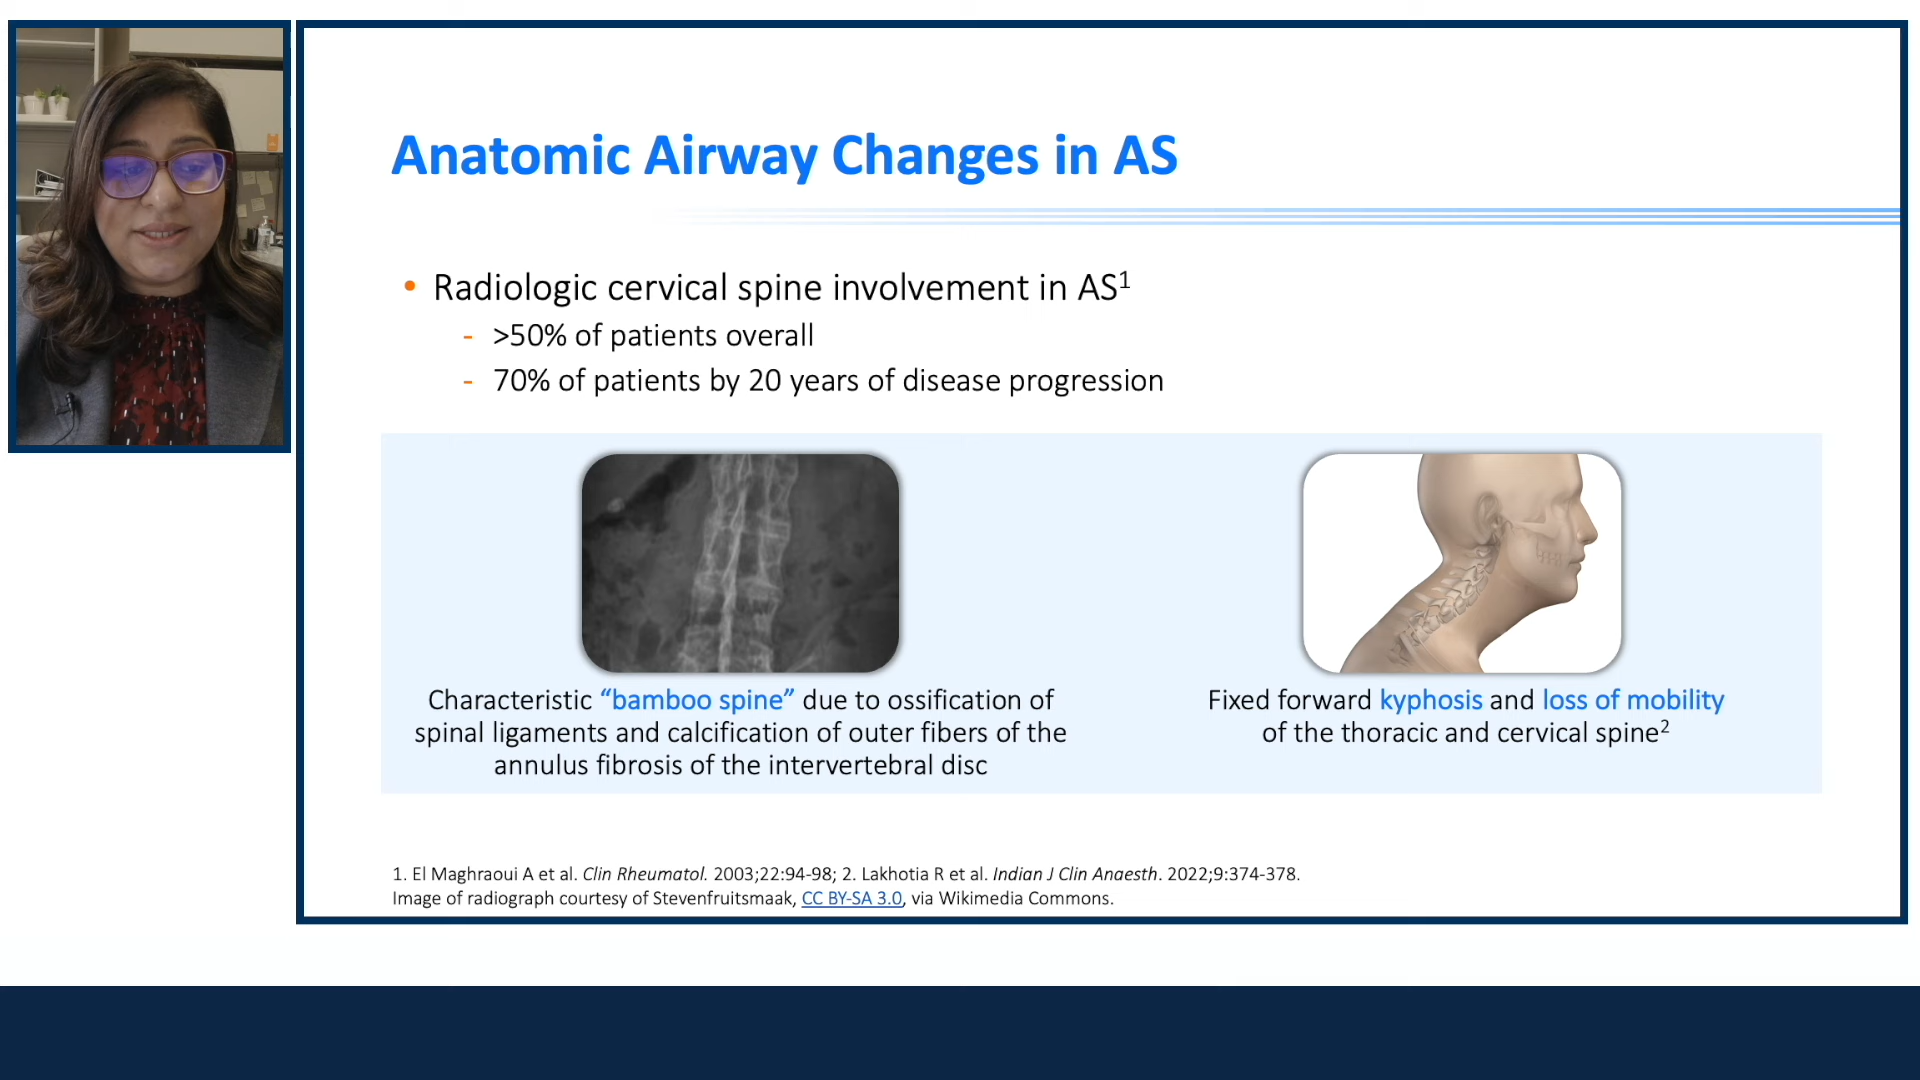 Anatomic Airway Changes in AS
• Radiologic cervical spine involvement in AS¹
- >50% of patients overall
- 70% of patients by 20 years of disease progression
Characteristic “bamboo spine” due to ossification of
spinal ligaments and calcification of outer fibers of the
annulus fibrosis of the intervertebral disc
Fixed forward kyphosis and loss of mobility
of the thoracic and cervical spine²
1. El Maghraoui A et al. Clin Rheumatol. 2003;22:94-98; 2. Lakhotia R et al. Indian J Clin Anaesth. 2022;9:374-378.
Image of radiograph courtesy of Stevenfruitsmaak, CC BY-SA 3.0, via Wikimedia Commons.